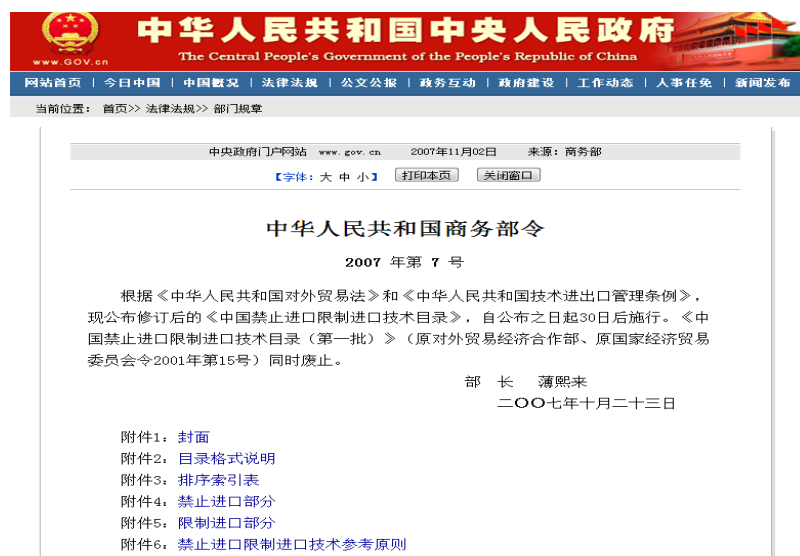 中华人民共和国中央人民政府
www.GOV.cn
The Central People's Government of the People's Republic of China
网站首页 | 今日中国 | 中国概况 | 法律法规 | 公文公报 | 政务互动 | 政府建设 | 工作动态 | 人事任免 | 新闻发布
当前位置： 首页>> 法律法规>> 部门规章
中央政府门户网站 www.gov.cn 2007年11月02日 来源：商务部
【字体：大 中 小】 打印本页 关闭窗口
中华人民共和国商务部令
2007 年第 7 号
根据《中华人民共和国对外贸易法》和《中华人民共和国技术进出口管理条例》，
现公布修订后的《中国禁止进口限制进口技术目录》，自公布之日起30日后施行。《中
国禁止进口限制进口技术目录（第一批）》（原对外贸易经济合作部、原国家经济贸易
委员会令2001年第15号）同时废止。
部 长 薄熙来
二〇〇七年十月二十三日
附件1：封面
附件2：目录格式说明
附件3：排序索引表
附件4：禁止进口部分
附件5：限制进口部分
附件6：禁止进口限制进口技术参考原则